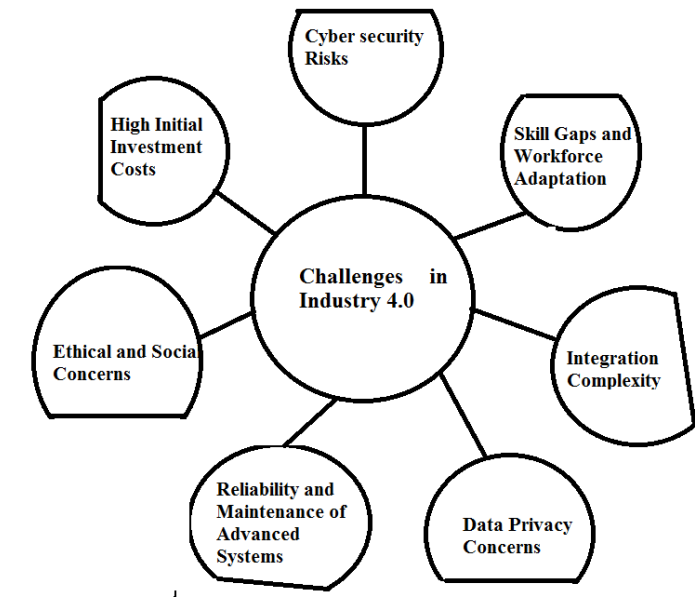 Cyber security
Risks
High Initial
Investment
Costs
Skill Gaps and
Workforce
Adaptation
Challenges in
Industry 4.0
Ethical and Social
Concerns
Integration
Complexity
Reliability and
Maintenance of
Advanced
Systems
Data Privacy
Concerns